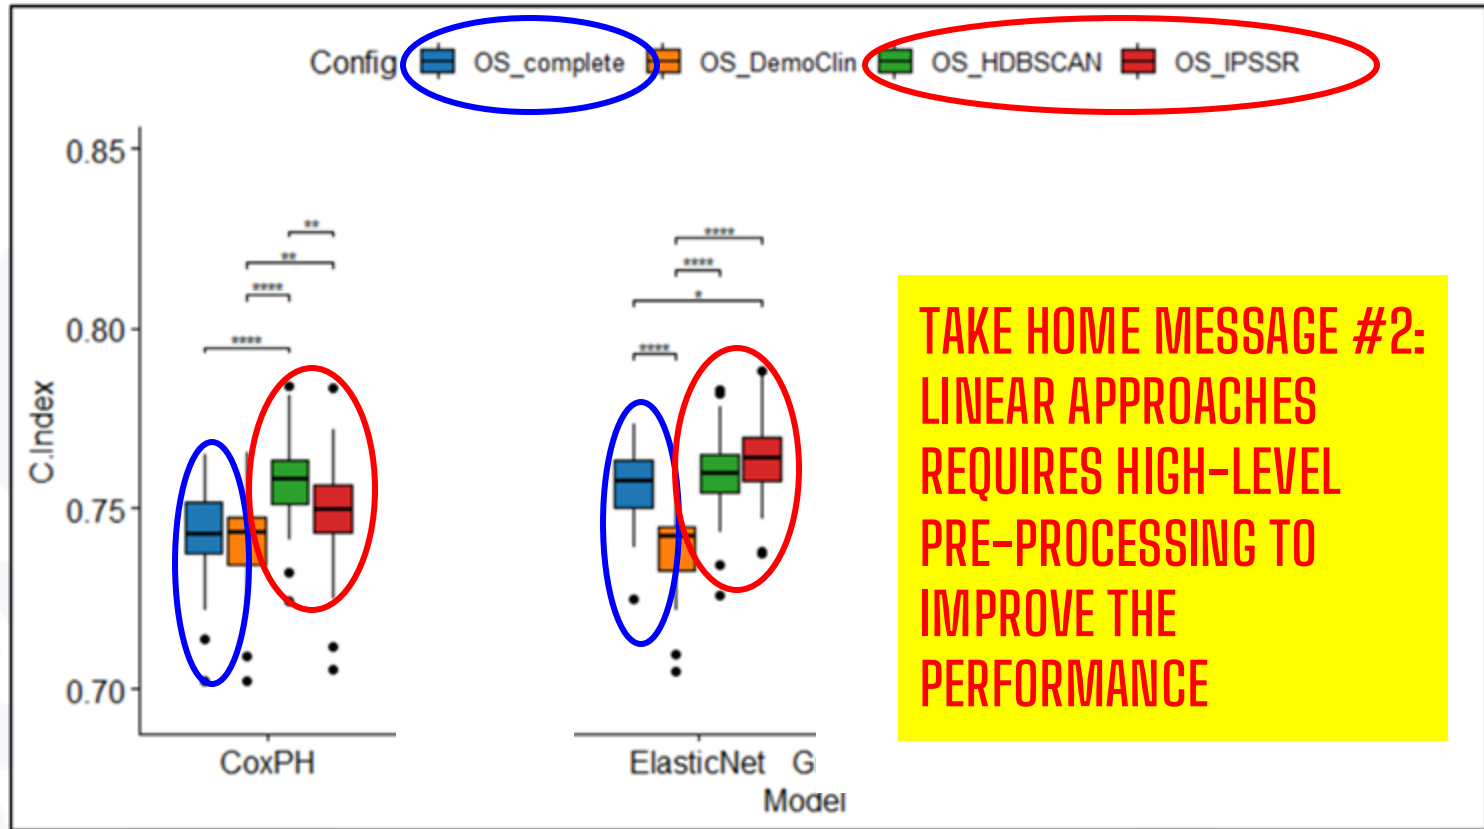 Config OS_complete OS_DemoClin OS_HDBSCAN OS_IPSSR
0.85
0.80
0.75
0.70
C.Index
**
**
****
****
****
****
*
****
CoxPH
ElasticNet G
Model
TAKE HOME MESSAGE #2:
LINEAR APPROACHES
REQUIRES HIGH-LEVEL
PRE-PROCESSING TO
IMPROVE THE
PERFORMANCE